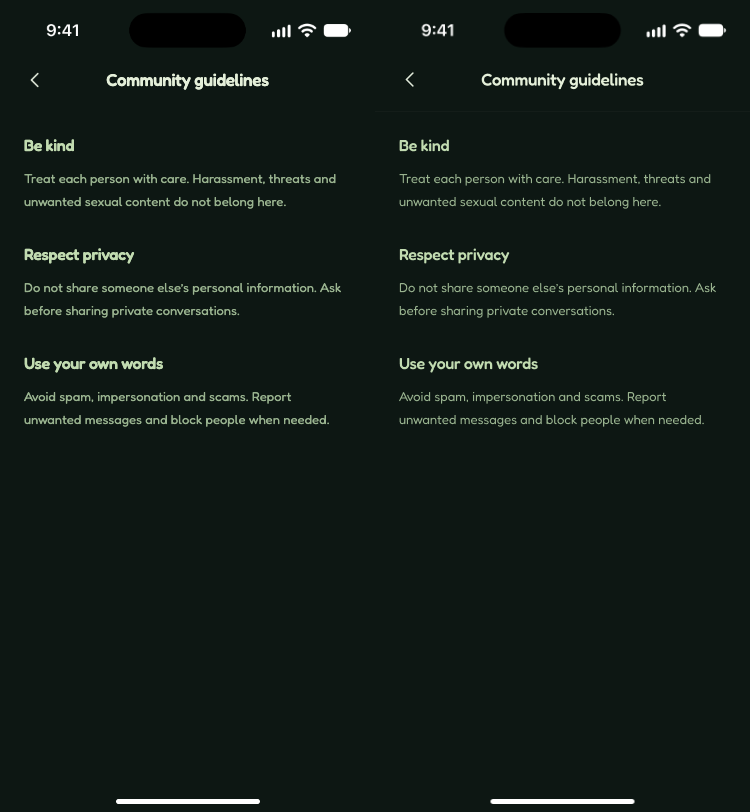 9:41
Community guidelines
Be kind
Treat each person with care. Harassment, threats and
unwanted sexual content do not belong here.
Respect privacy
Do not share someone else's personal information. Ask
before sharing private conversations.
Use your own words
Avoid spam, impersonation and scams. Report
unwanted messages and block people when needed.
9:41
Community guidelines
Be kind
Treat each person with care. Harassment, threats and
unwanted sexual content do not belong here.
Respect privacy
Do not share someone else's personal information. Ask
before sharing private conversations.
Use your own words
Avoid spam, impersonation and scams. Report
unwanted messages and block people when needed.